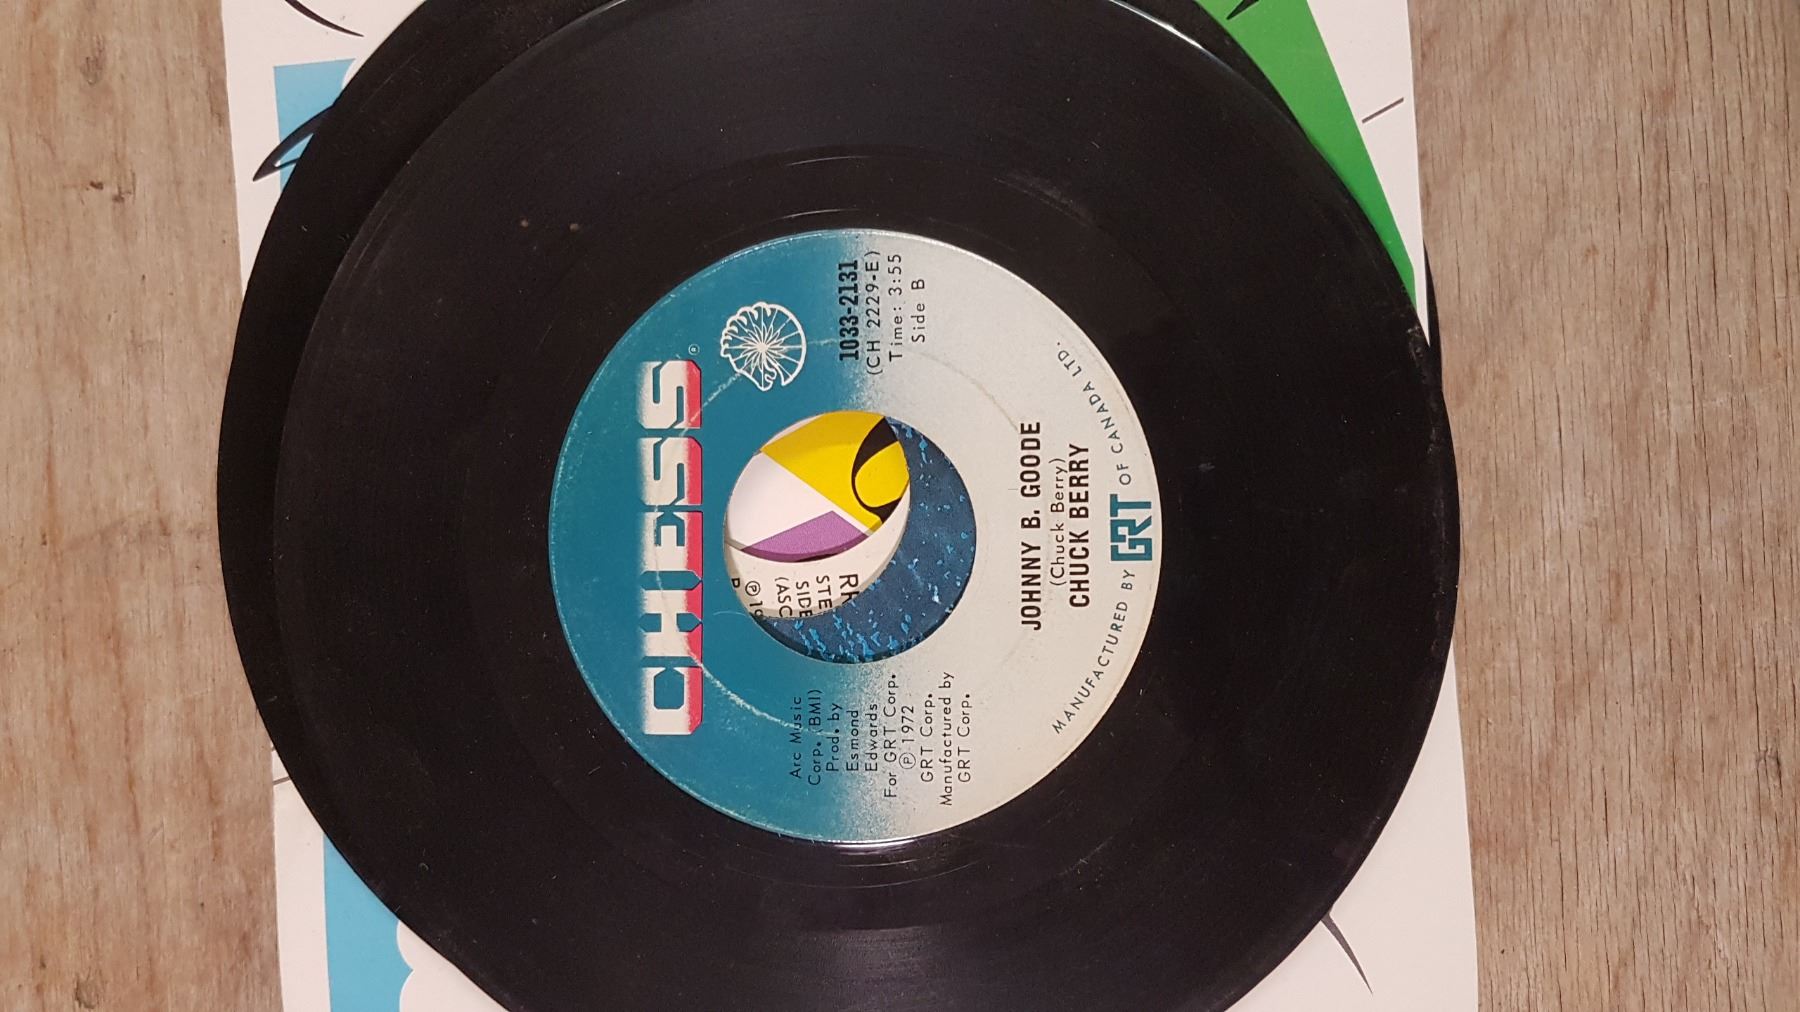 CHESS®
1033-2131
(CH 2229-E)
Time: 3:55
Side B
Arc Music
Corp. (BMI)
Prod. by
Esmond
Edwards
For GRT Corp.
℗ 1972
GRT Corp.
Manufactured by
GRT Corp.
JOHNNY B. GOODE
(Chuck Berry)
CHUCK BERRY
MANUFACTURED BY GRT OF CANADA LTD.
SIDE
(ASC